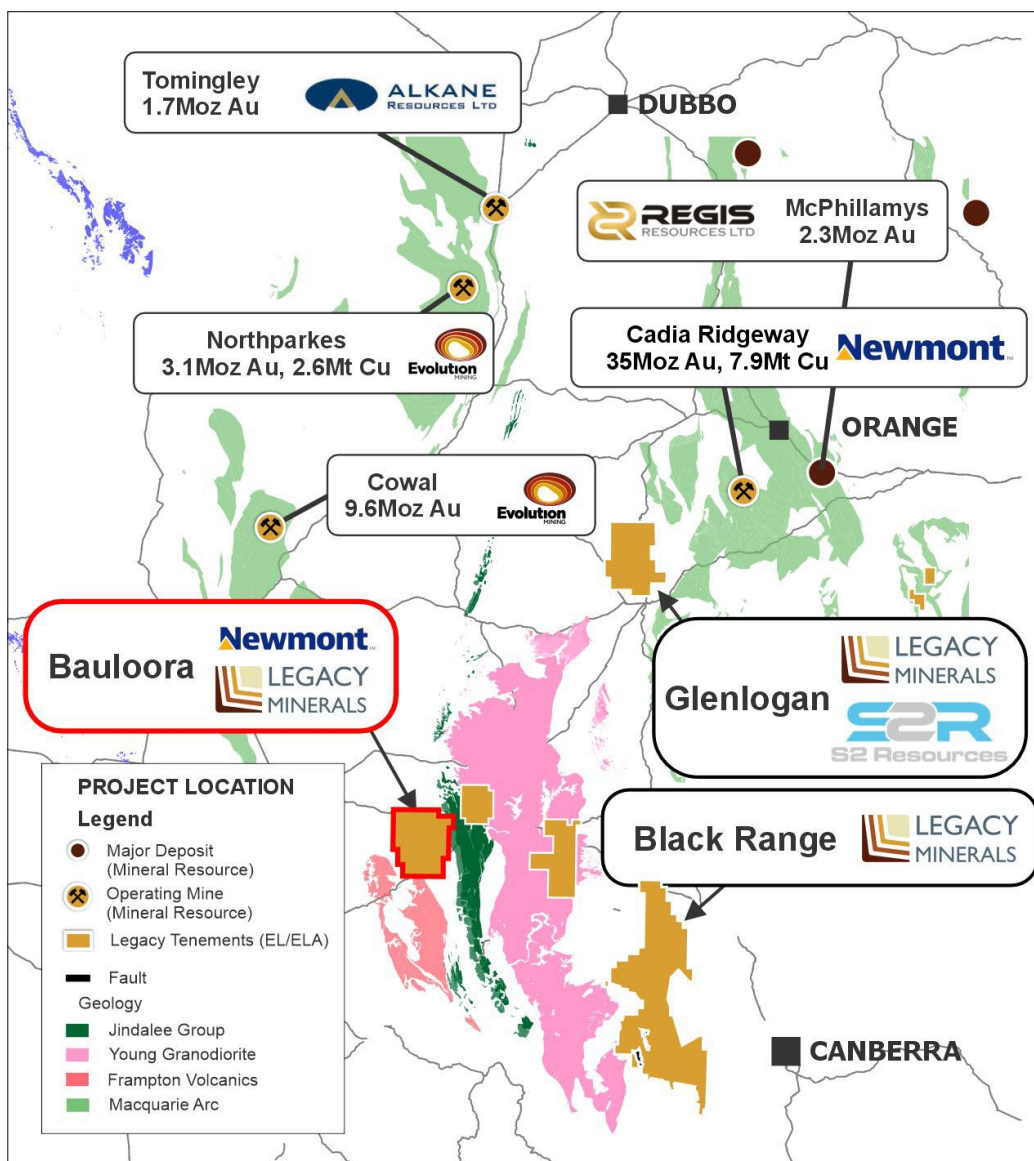 Tomingley
1.7Moz Au
ALKANE
RESOURCES LTD
DUBBO
REGIS
RESOURCES LTD
McPhillamys
2.3Moz Au
Northparkes
3.1Moz Au, 2.6Mt Cu
Evolution
MINING
Cadia Ridgeway
35Moz Au, 7.9Mt Cu
Newmont™
ORANGE
Cowal
9.6Moz Au
Evolution
MINING
Bauloora
Newmont™
LEGACY
MINERALS
Glenlogan
LEGACY
MINERALS
S2R
S2 Resources
Black Range
LEGACY
MINERALS
CANBERRA
PROJECT LOCATION
Legend
Major Deposit
(Mineral Resource)
Operating Mine
(Mineral Resource)
Legacy Tenements (EL/ELA)
Fault
Geology
Jindalee Group
Young Granodiorite
Frampton Volcanics
Macquarie Arc